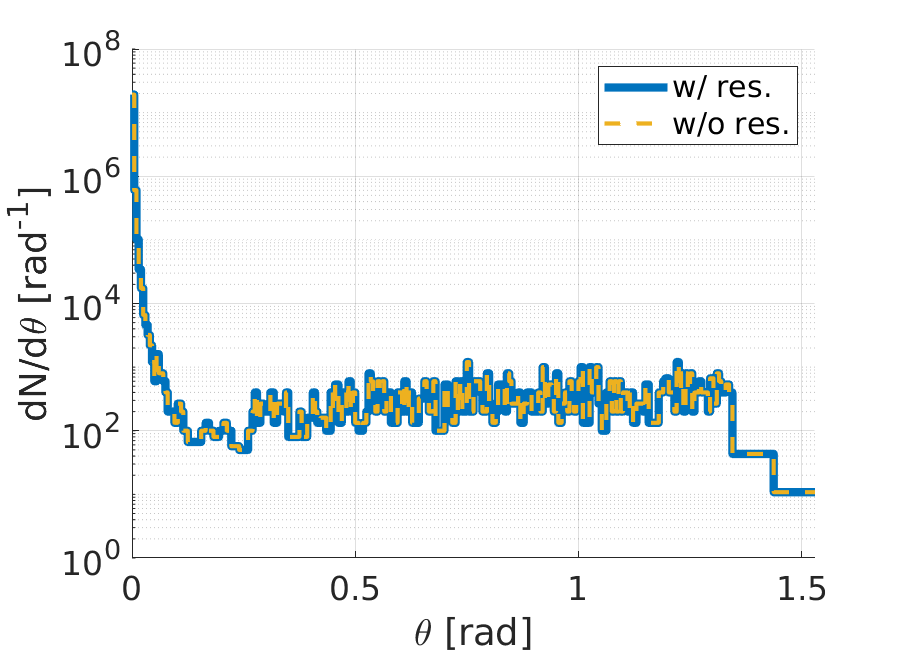 10^8
10^6
10^4
10^2
10^0
dN/dθ [rad^-1]
w/ res.
w/o res.
0
0.5
1
1.5
θ [rad]